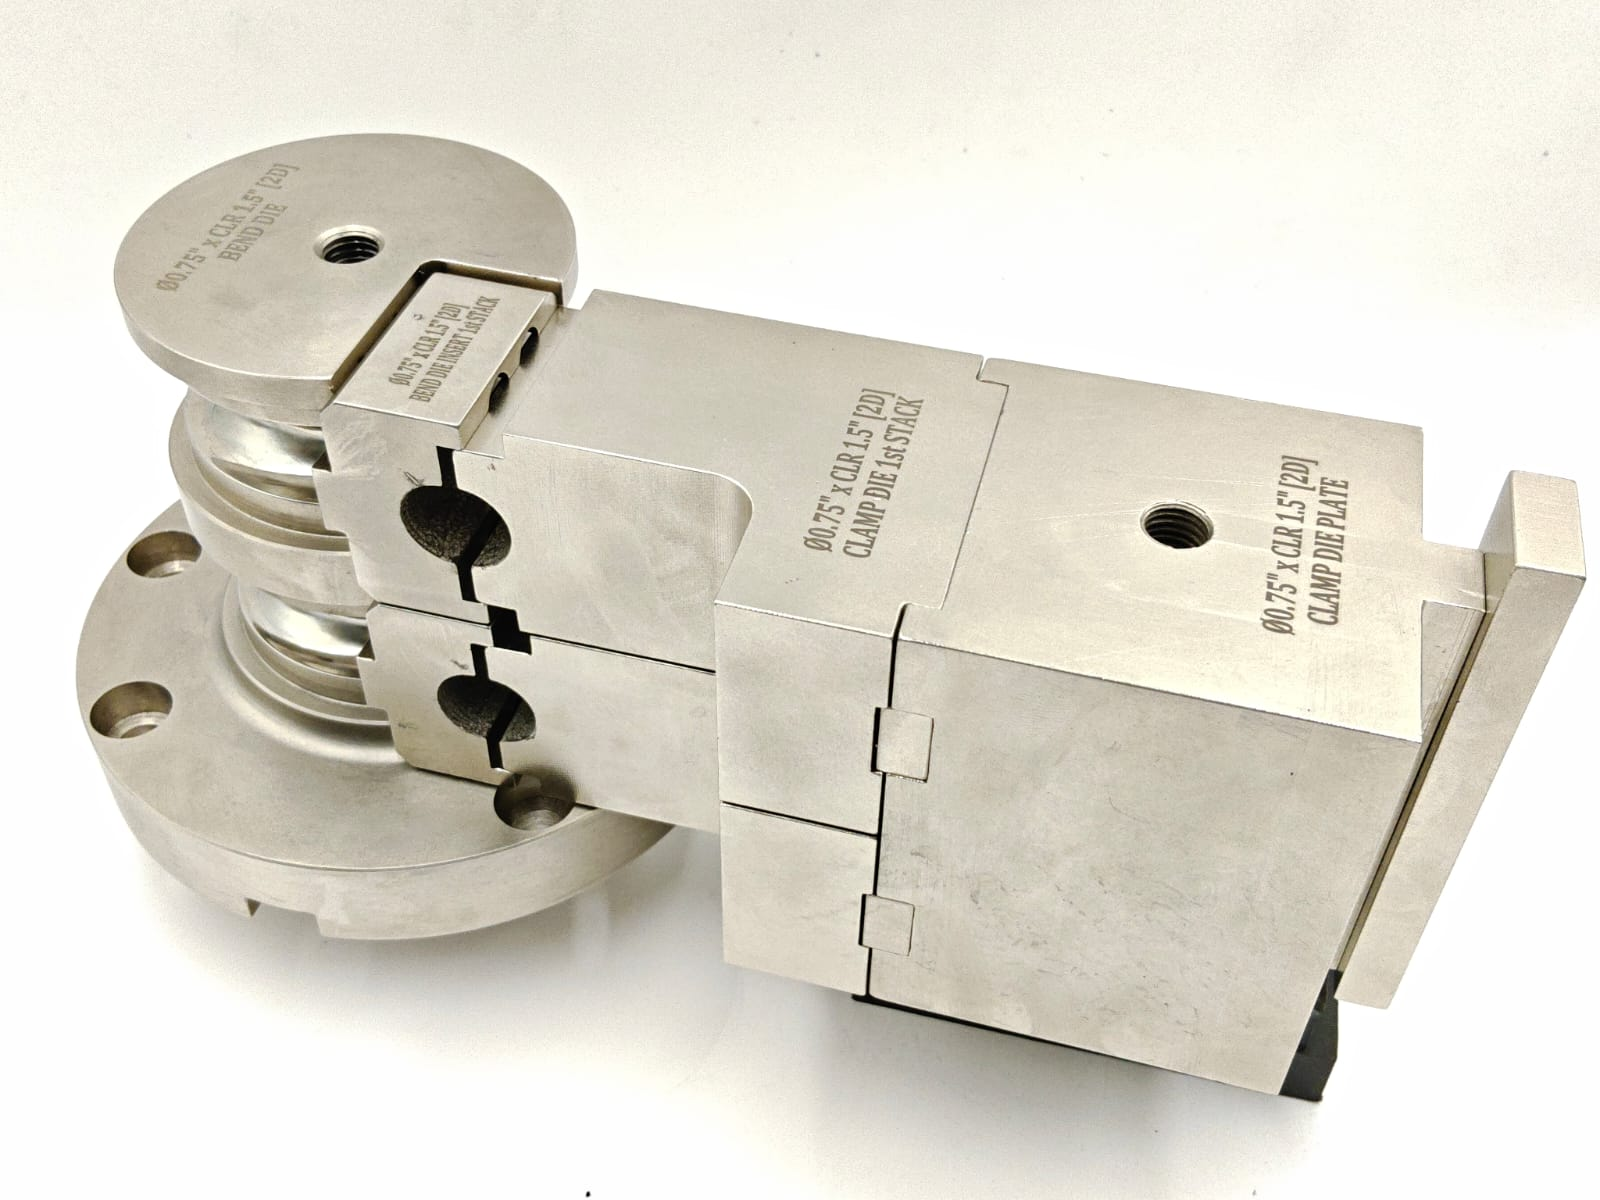 Ø0.75" x CLR 1.5" [2D]
BEND DIE
Ø0.75" x CLR 1.5" [2D]
BEND DIE INSERT 1st STACK
Ø0.75" x CLR 1.5" [2D]
CLAMP DIE 1st STACK
Ø0.75" x CLR 1.5" [2D]
CLAMP DIE PLATE